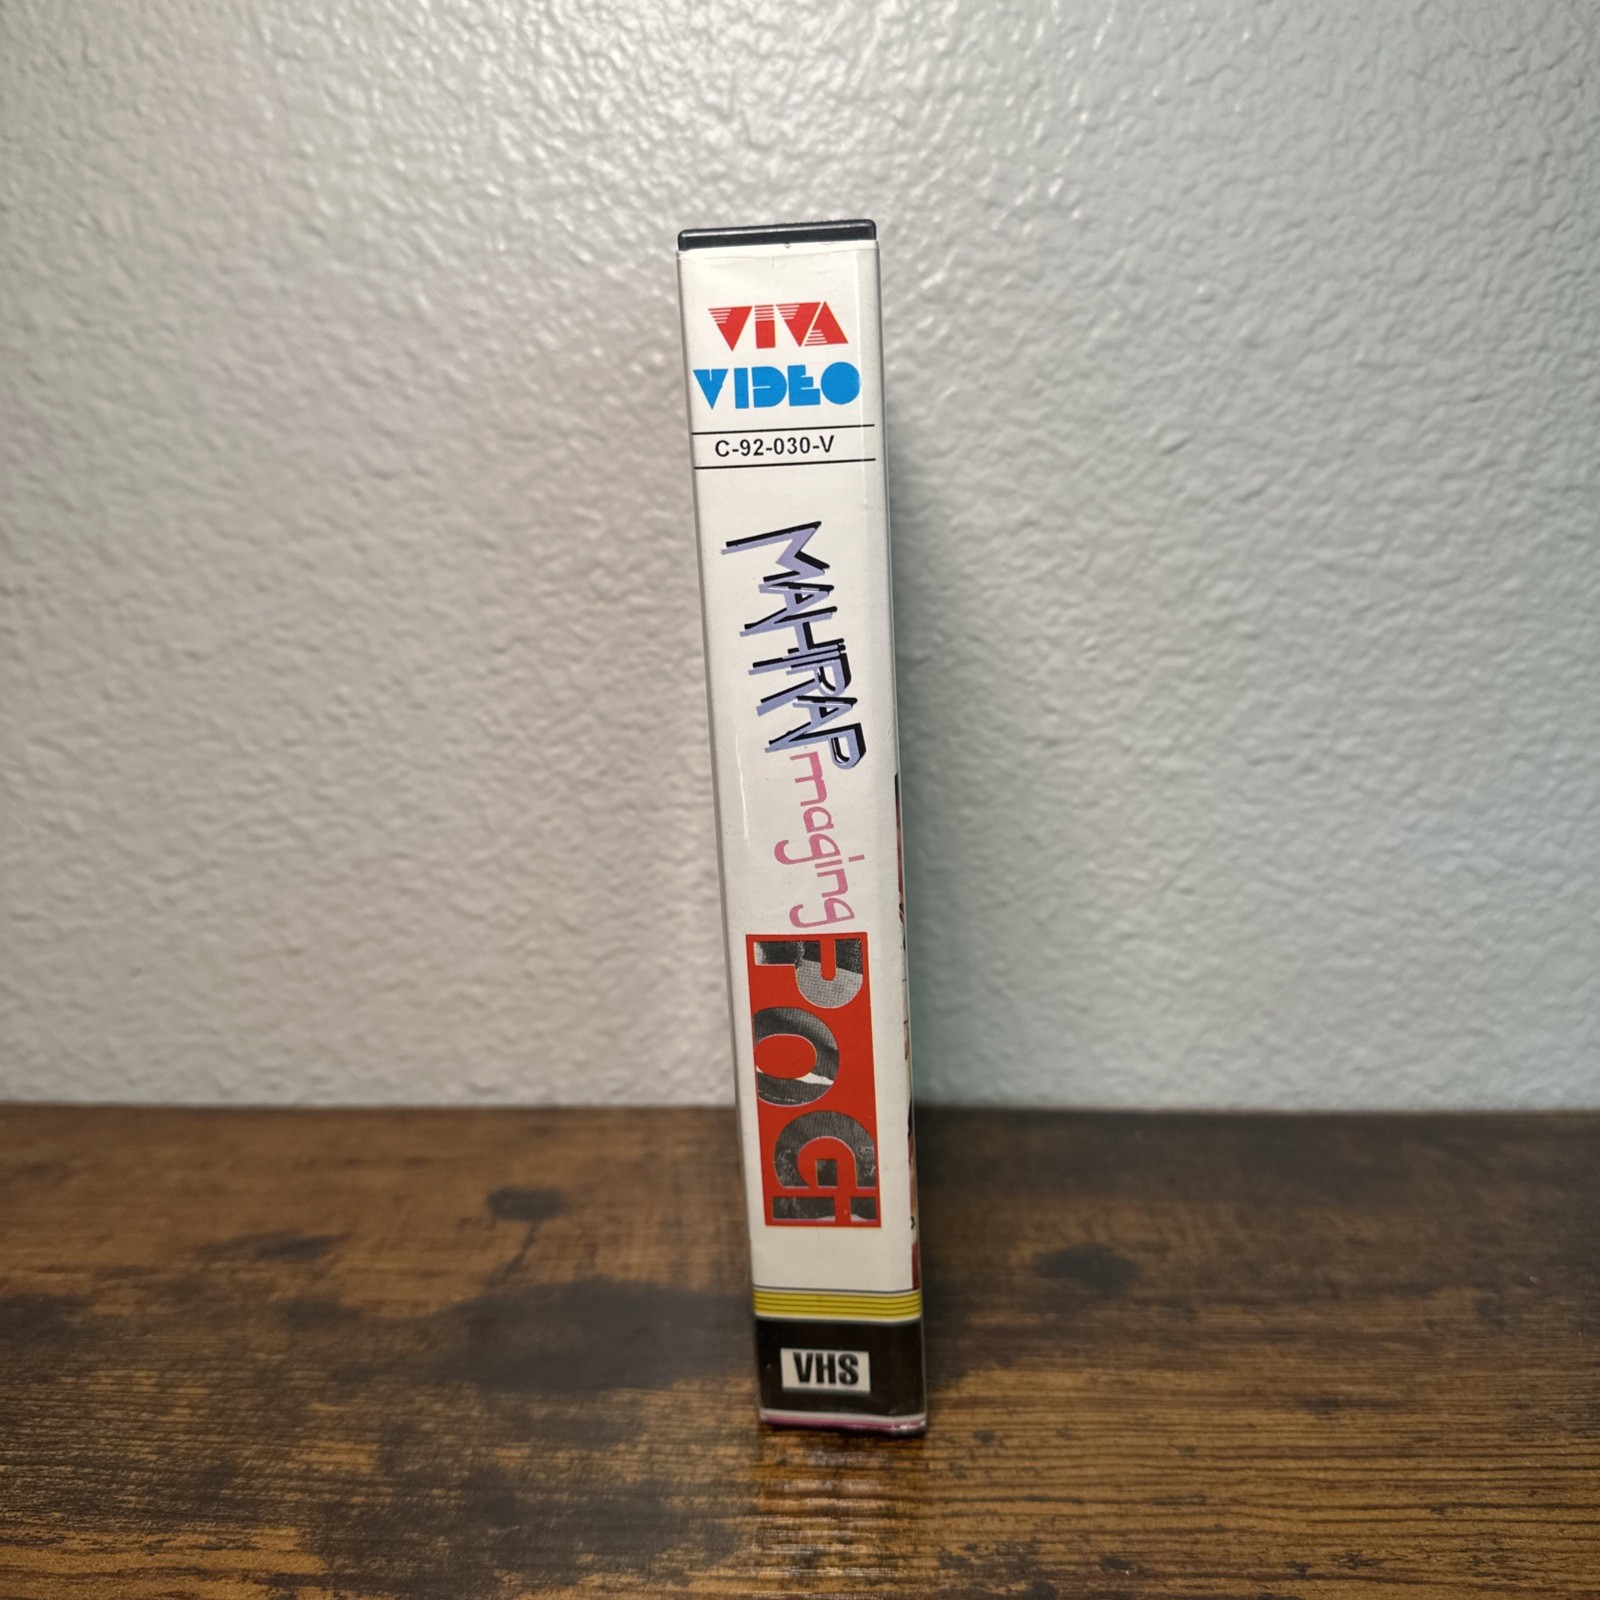 VIVA
VIDEO
C-92-030-V
MAHIRAP
maging
POGI
VHS